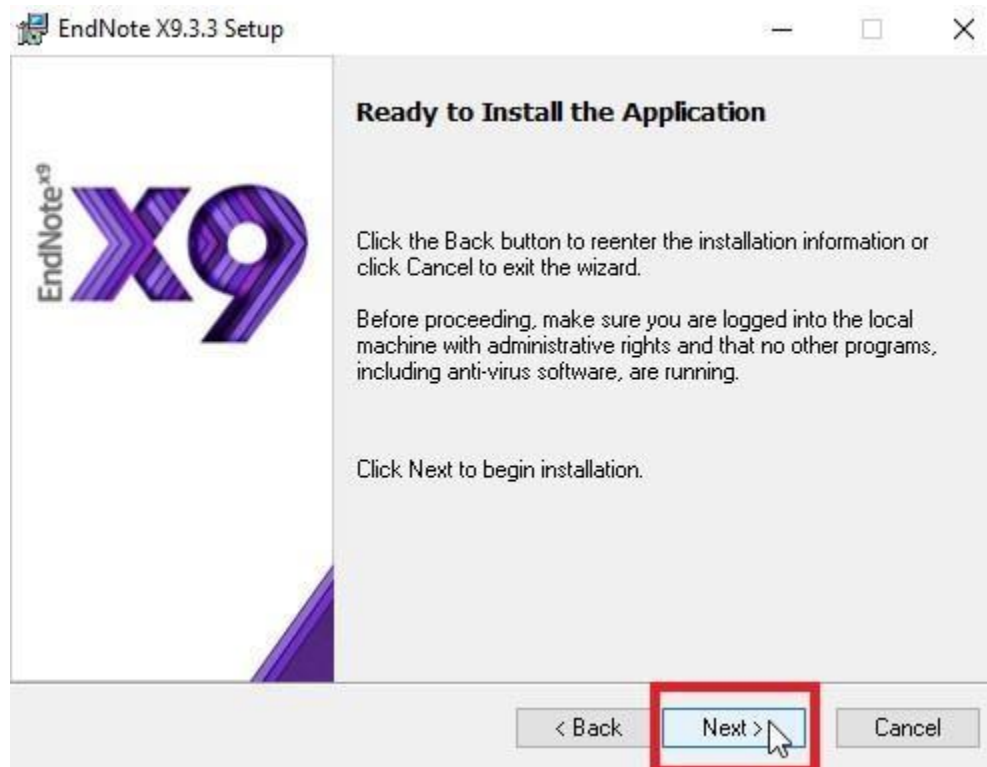 EndNote X9.3.3 Setup
Ready to Install the Application
EndNote x9
X9
Click the Back button to reenter the installation information or
click Cancel to exit the wizard.
Before proceeding, make sure you are logged into the local
machine with administrative rights and that no other programs,
including anti-virus software, are running.
Click Next to begin installation.
< Back
Next >
Cancel